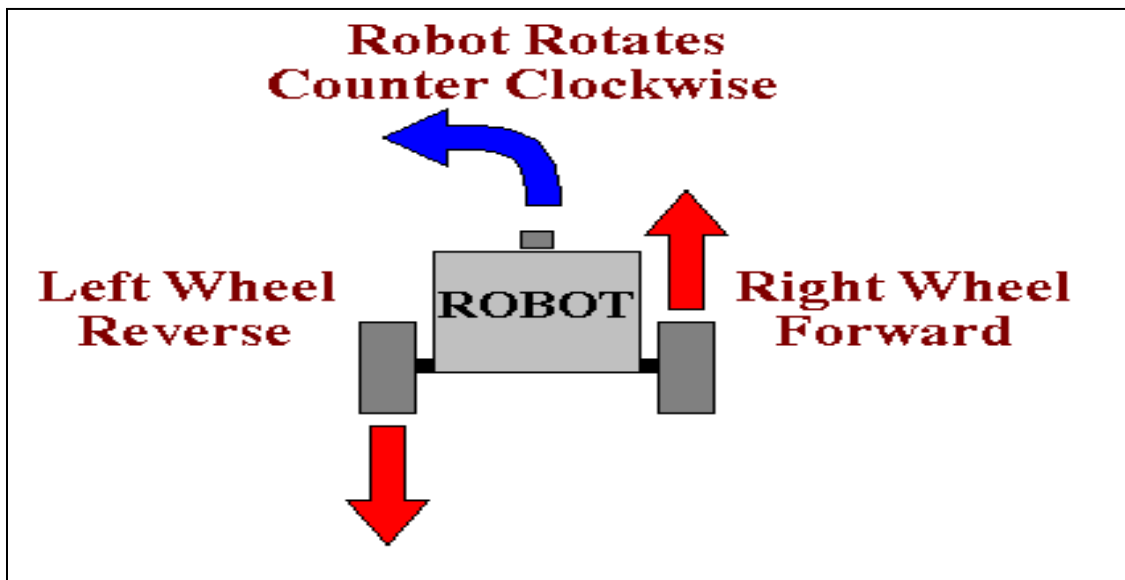 Robot Rotates
Counter Clockwise
Left Wheel
Reverse
ROBOT
Right Wheel
Forward